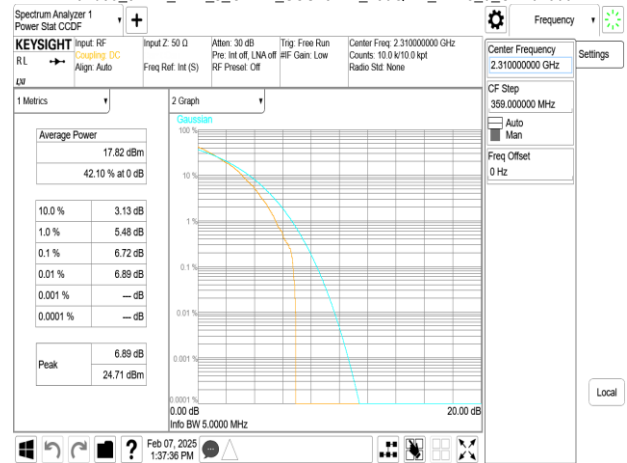 Spectrum Analyzer 1
Power Stat CCDF
Frequency
KEYSIGHT
RL
Input: RF
Coupling: DC
Align: Auto
Input Z: 50 Ω
Freq Ref: Int (S)
Atten: 30 dB
Pre: Int off, LNA off
RF Presel: Off
Trig: Free Run
#IF Gain: Low
Center Freq: 2.310000000 GHz
Counts: 10.0 k/10.0 kpt
Radio Std: None
LXI
Center Frequency
2.310000000 GHz
Settings
CF Step
359.000000 MHz
Auto
Man
Freq Offset
0 Hz
1 Metrics
2 Graph
Average Power
17.82 dBm
42.10 % at 0 dB
10.0 % 3.13 dB
1.0 % 5.48 dB
0.1 % 6.72 dB
0.01 % 6.89 dB
0.001 % --- dB
0.0001 % --- dB
Peak 6.89 dB
24.71 dBm
Gaussian
100 %
10 %
1 %
0.1 %
0.01 %
0.001 %
0.0001 %
0.00 dB 20.00 dB
Info BW 5.0000 MHz
Local
Feb 07, 2025
1:37:36 PM